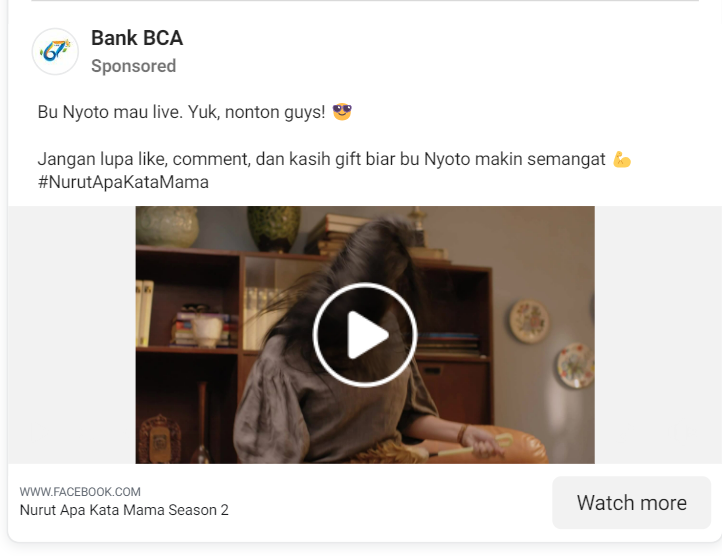 67
Bank BCA
Sponsored
Bu Nyoto mau live. Yuk, nonton guys! 😎
Jangan lupa like, comment, dan kasih gift biar bu Nyoto makin semangat 💪
#NurutApaKataMama
WWW.FACEBOOK.COM
Nurut Apa Kata Mama Season 2
Watch more